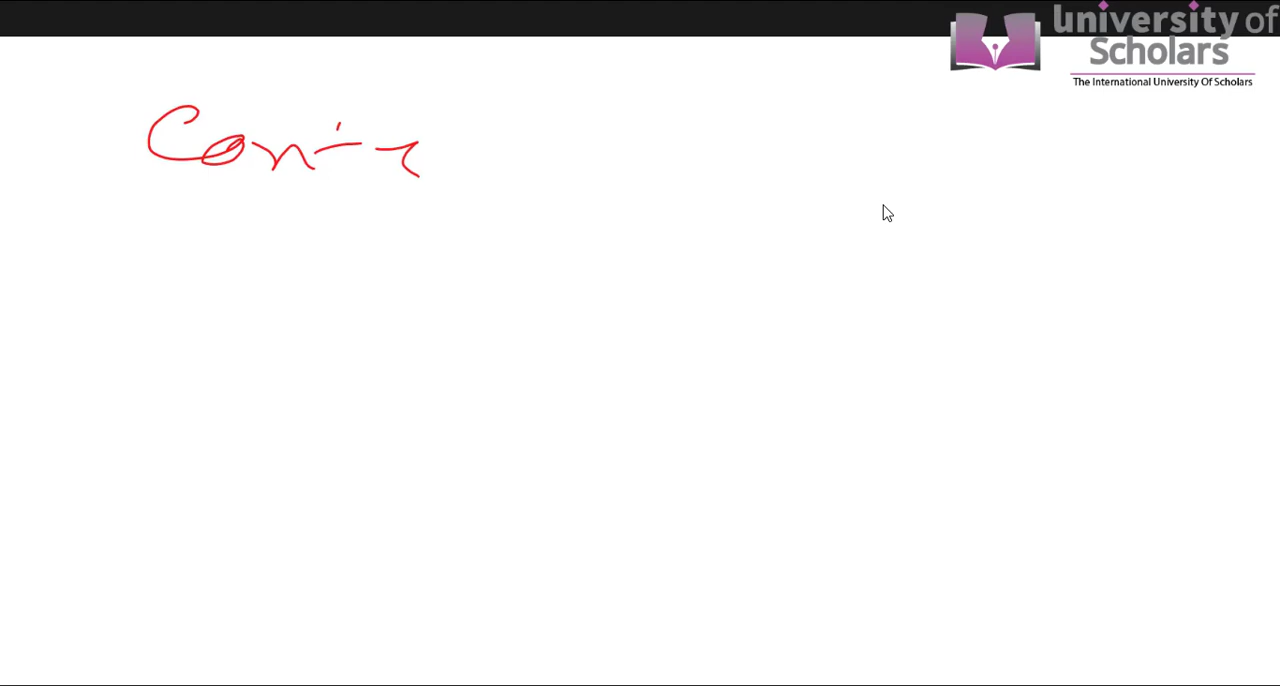 university of
Scholars
The International University Of Scholars